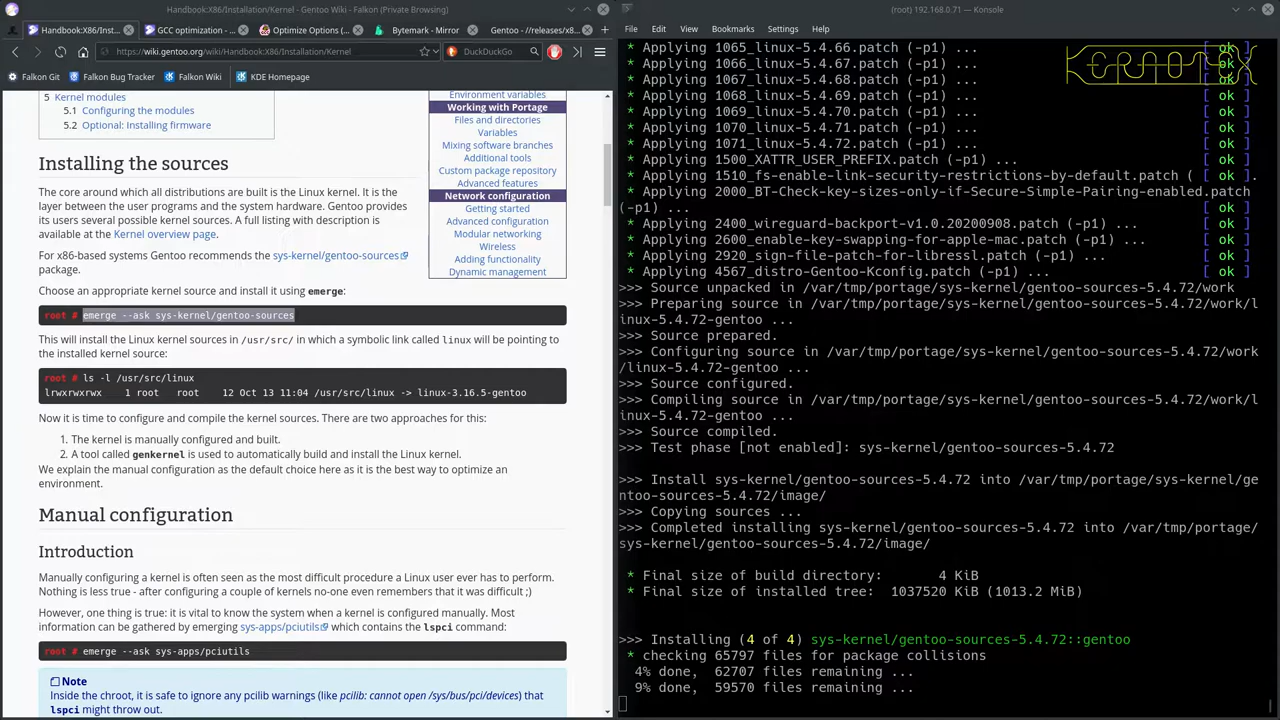 Handbook:X86/Installation/Kernel - Gentoo Wiki - Falkon (Private Browsing)
Handbook:X86/Inst...
GCC optimization - ...
Optimize Options (...
Bytemark - Mirror
Gentoo - //releases/x8...
https://wiki.gentoo.org/wiki/Handbook:X86/Installation/Kernel
DuckDuckGo
Falkon Git
Falkon Bug Tracker
Falkon Wiki
KDE Homepage
5 Kernel modules
5.1 Configuring the modules
5.2 Optional: Installing firmware
Environment variables
Working with Portage
Files and directories
Variables
Mixing software branches
Additional tools
Custom package repository
Advanced features
Network configuration
Getting started
Advanced configuration
Modular networking
Wireless
Adding functionality
Dynamic management
Installing the sources
The core around which all distributions are built is the Linux kernel. It is the
layer between the user programs and the system hardware. Gentoo provides
its users several possible kernel sources. A full listing with description is
available at the Kernel overview page.
For x86-based systems Gentoo recommends the sys-kernel/gentoo-sources
package.
Choose an appropriate kernel source and install it using emerge:
root # emerge --ask sys-kernel/gentoo-sources
This will install the Linux kernel sources in /usr/src/ in which a symbolic link called linux will be pointing to
the installed kernel source:
root # ls -l /usr/src/linux
lrwxrwxrwx 1 root root 12 Oct 13 11:04 /usr/src/linux -> linux-3.16.5-gentoo
Now it is time to configure and compile the kernel sources. There are two approaches for this:
1. The kernel is manually configured and built.
2. A tool called genkernel is used to automatically build and install the Linux kernel.
We explain the manual configuration as the default choice here as it is the best way to optimize an
environment.
Manual configuration
Introduction
Manually configuring a kernel is often seen as the most difficult procedure a Linux user ever has to perform.
Nothing is less true - after configuring a couple of kernels no-one even remembers that it was difficult ;)
However, one thing is true: it is vital to know the system when a kernel is configured manually. Most
information can be gathered by emerging sys-apps/pciutils which contains the lspci command:
root # emerge --ask sys-apps/pciutils
Note
Inside the chroot, it is safe to ignore any pcilib warnings (like pcilib: cannot open /sys/bus/pci/devices) that
lspci might throw out.
(root) 192.168.0.71 — Konsole
File Edit View Bookmarks Settings Help
* Applying 1065_linux-5.4.66.patch (-p1) ... [ ok ]
* Applying 1066_linux-5.4.67.patch (-p1) ... [ ok ]
* Applying 1067_linux-5.4.68.patch (-p1) ... [ ok ]
* Applying 1068_linux-5.4.69.patch (-p1) ... [ ok ]
* Applying 1069_linux-5.4.70.patch (-p1) ... [ ok ]
* Applying 1070_linux-5.4.71.patch (-p1) ... [ ok ]
* Applying 1071_linux-5.4.72.patch (-p1) ... [ ok ]
* Applying 1500_XATTR_USER_PREFIX.patch (-p1) ... [ ok ]
* Applying 1510_fs-enable-link-security-restrictions-by-default.patch ( [ ok ].
* Applying 2000_BT-Check-key-sizes-only-if-Secure-Simple-Pairing-enabled.patch
(-p1) ... [ ok ]
* Applying 2400_wireguard-backport-v1.0.20200908.patch (-p1) ... [ ok ]
* Applying 2600_enable-key-swapping-for-apple-mac.patch (-p1) ... [ ok ]
* Applying 2920_sign-file-patch-for-libressl.patch (-p1) ... [ ok ]
* Applying 4567_distro-Gentoo-Kconfig.patch (-p1) ... [ ok ]
>>> Source unpacked in /var/tmp/portage/sys-kernel/gentoo-sources-5.4.72/work
>>> Preparing source in /var/tmp/portage/sys-kernel/gentoo-sources-5.4.72/work/l
inux-5.4.72-gentoo ...
>>> Source prepared.
>>> Configuring source in /var/tmp/portage/sys-kernel/gentoo-sources-5.4.72/work
/linux-5.4.72-gentoo ...
>>> Source configured.
>>> Compiling source in /var/tmp/portage/sys-kernel/gentoo-sources-5.4.72/work/l
inux-5.4.72-gentoo ...
>>> Source compiled.
>>> Test phase [not enabled]: sys-kernel/gentoo-sources-5.4.72
>>> Install sys-kernel/gentoo-sources-5.4.72 into /var/tmp/portage/sys-kernel/ge
ntoo-sources-5.4.72/image/
>>> Copying sources ...
>>> Completed installing sys-kernel/gentoo-sources-5.4.72 into /var/tmp/portage/
sys-kernel/gentoo-sources-5.4.72/image/
* Final size of build directory: 4 KiB
* Final size of installed tree: 1037520 KiB (1013.2 MiB)
>>> Installing (4 of 4) sys-kernel/gentoo-sources-5.4.72::gentoo
* checking 65797 files for package collisions
4% done, 62707 files remaining ...
9% done, 59570 files remaining ...